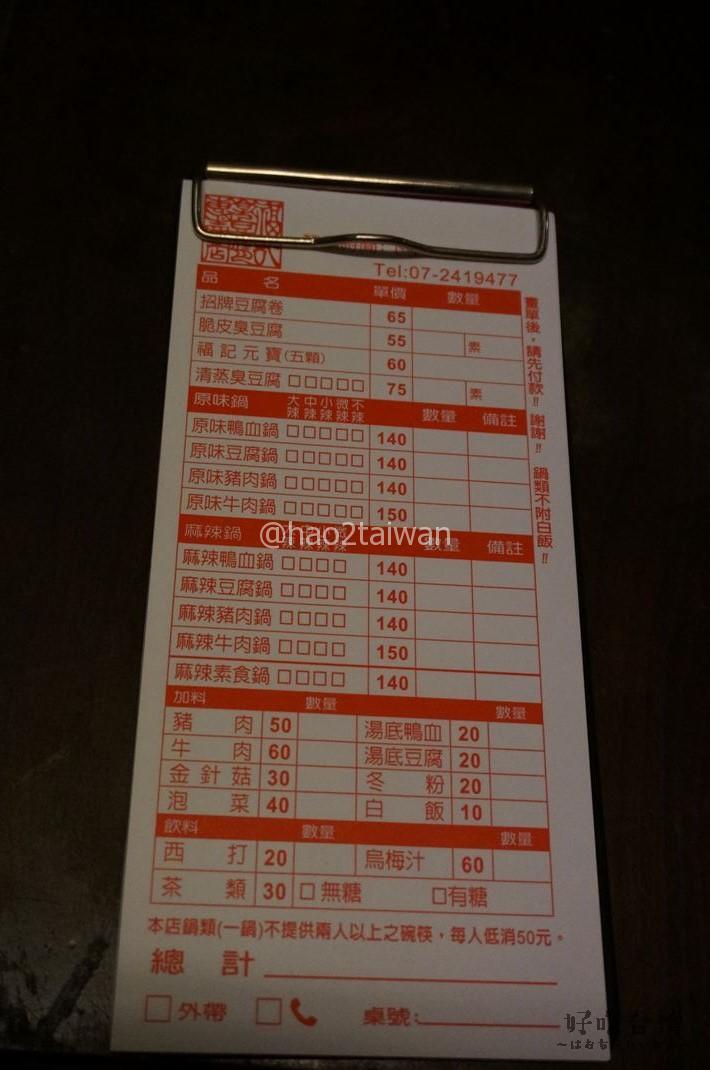 Tel:07-2419477
品 名 單價 數量
招牌豆腐卷 65
脆皮臭豆腐 55 素
福記元寶(五顆) 60
清蒸臭豆腐 □□□□□ 75 素
原味鍋 大辣 中辣 小辣 微辣 不辣 數量 備註
原味鴨血鍋 □□□□□ 140
原味豆腐鍋 □□□□□ 140
原味豬肉鍋 □□□□□ 140
原味牛肉鍋 □□□□□ 150
麻辣鍋 數量 備註
@hao2taiwan
麻辣鴨血鍋 □□□□ 140
麻辣豆腐鍋 □□□□ 140
麻辣豬肉鍋 □□□□ 140
麻辣牛肉鍋 □□□□ 150
麻辣素食鍋 □□□□ 140
加料 數量 數量
豬肉 50 湯底鴨血 20
牛肉 60 湯底豆腐 20
金針菇 30 冬粉 20
泡菜 40 白飯 10
飲料 數量 數量
西打 20 烏梅汁 60
茶類 30 □無糖 □有糖
本店鍋類(一鍋)不提供兩人以上之碗筷，每人低消50元。
總計
□外帶 □ 桌號:
畫單後，請先付款!! 謝謝!! 鍋類不附白飯!!